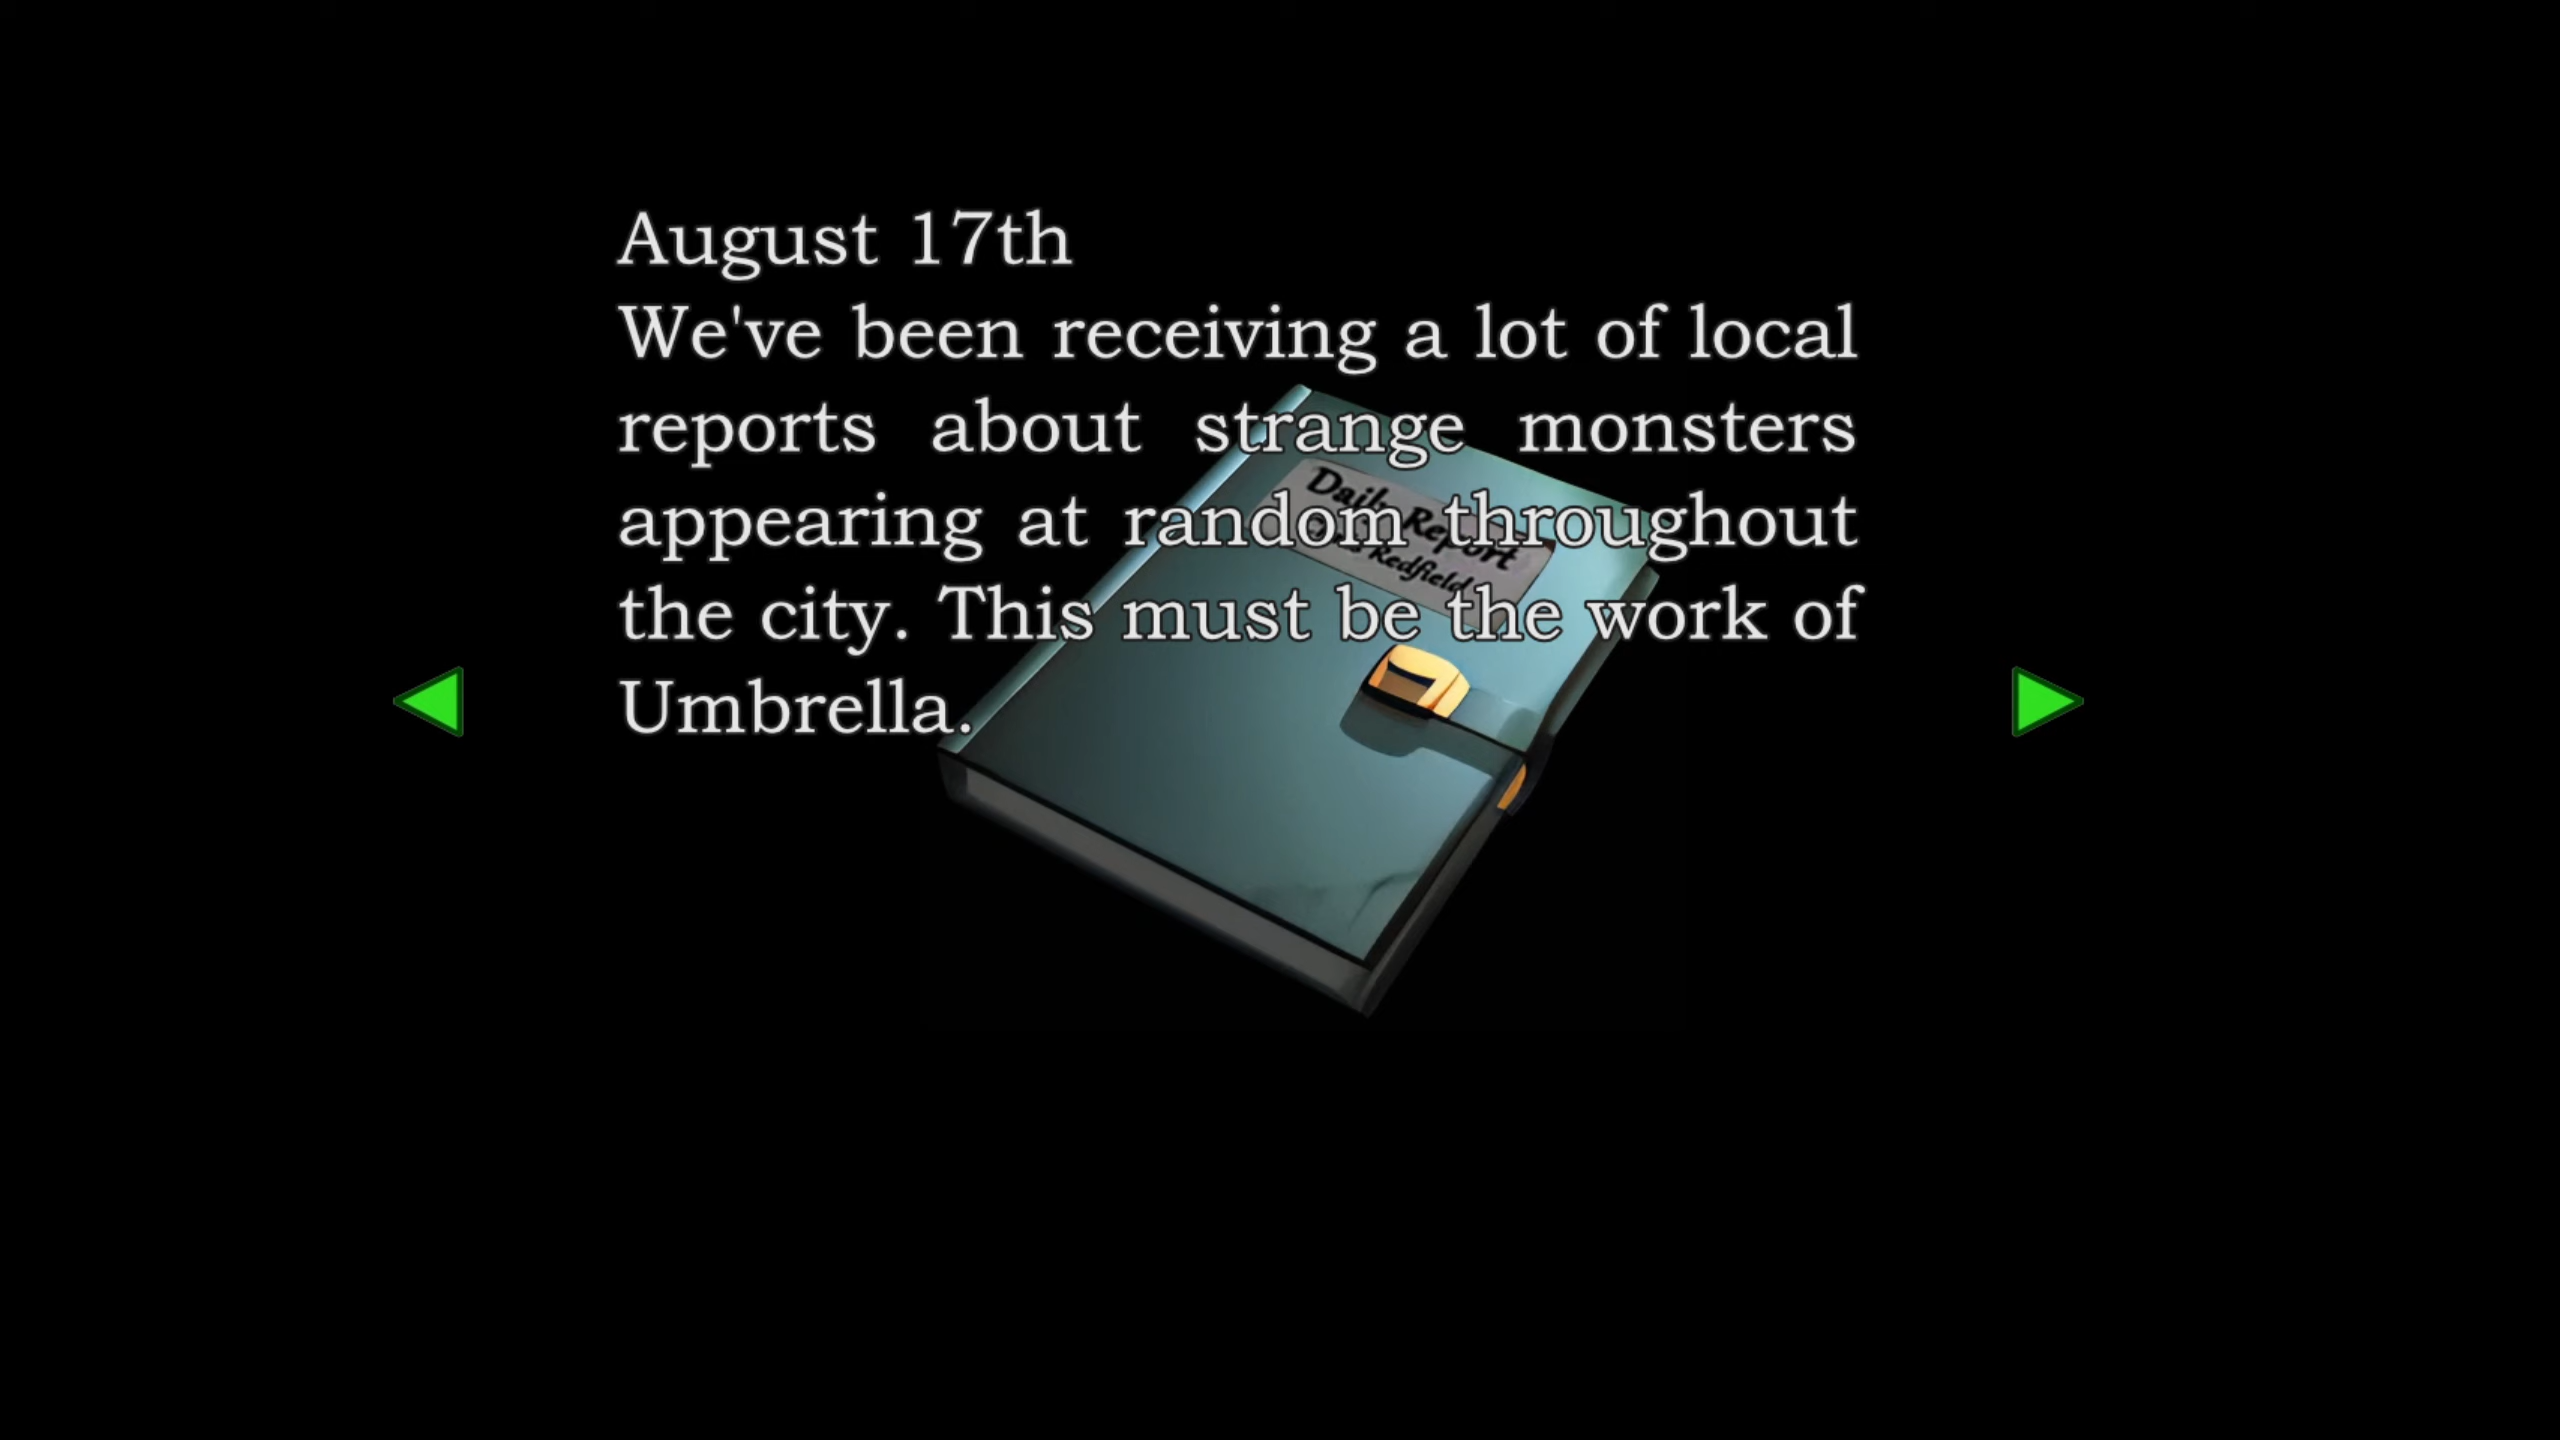 August 17th
We've been receiving a lot of local
reports about strange monsters
appearing at random throughout
the city. This must be the work of
Umbrella.
Daily Report
Redfield